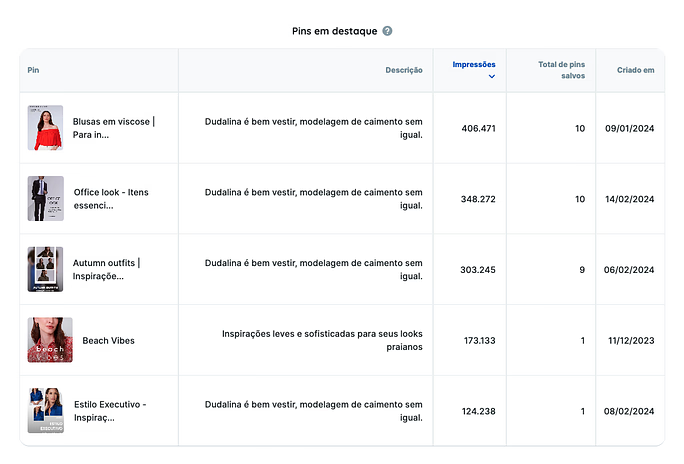 Pins em destaque ?
Pin
Descrição
Impressões
Total de pins
salvos
Criado em
Blusas em viscose |
Para in...
Dudalina é bem vestir, modelagem de caimento sem
igual.
406.471
10
09/01/2024
Office look - Itens
essenci...
Dudalina é bem vestir, modelagem de caimento sem
igual.
348.272
10
14/02/2024
Autumn outfits |
Inspiraçõe...
Dudalina é bem vestir, modelagem de caimento sem
igual.
303.245
9
06/02/2024
beach
vibes
Beach Vibes
Inspirações leves e sofisticadas para seus looks
praianos
173.133
1
11/12/2023
ESTILO
EXECUTIVO
Estilo Executivo -
Inspiraç...
Dudalina é bem vestir, modelagem de caimento sem
igual.
124.238
1
08/02/2024